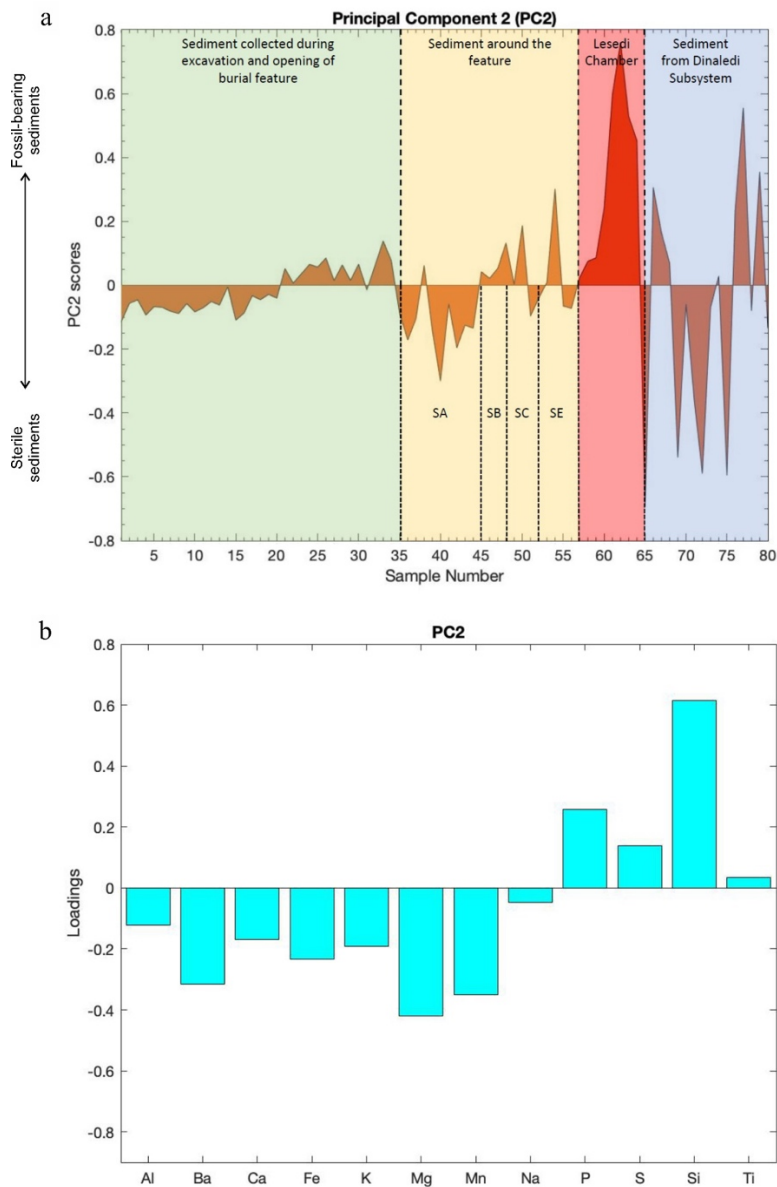 a
Principal Component 2 (PC2)
Sediment collected during
excavation and opening of
burial feature
Sediment around the
feature
Lesedi
Chamber
Sediment
from Dinaledi
Subsystem
Fossil-bearing
sediments
Sterile
sediments
PC2 scores
0.8
0.6
0.4
0.2
0
-0.2
-0.4
-0.6
-0.8
SA
SB
SC
SE
5 10 15 20 25 30 35 40 45 50 55 60 65 70 75 80
Sample Number
b
PC2
Loadings
0.8
0.6
0.4
0.2
0
-0.2
-0.4
-0.6
-0.8
Al Ba Ca Fe K Mg Mn Na P S Si Ti